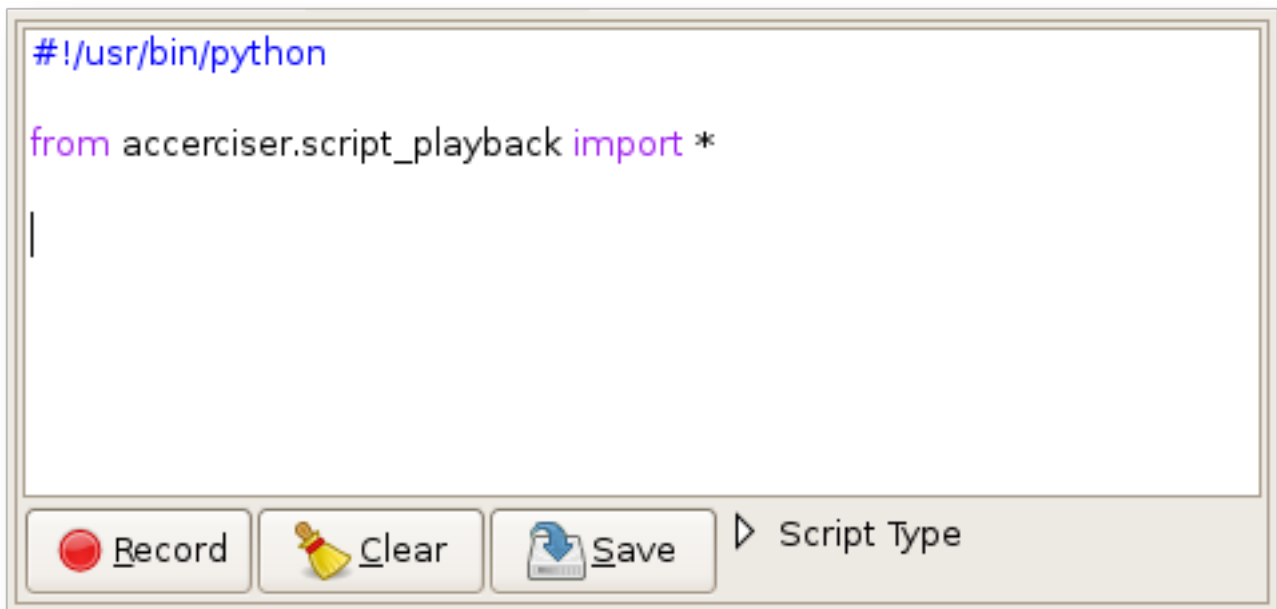 #!/usr/bin/python
from accerciser.script_playback import *
Record Clear Save Script Type